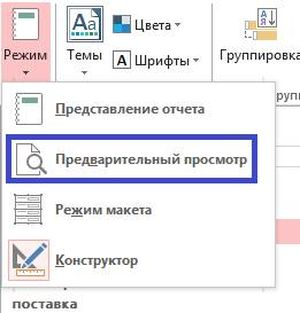 Режим
Темы
Цвета
Шрифты
Группировка
Представление отчета
Предварительный просмотр
Режим макета
Конструктор
поставка